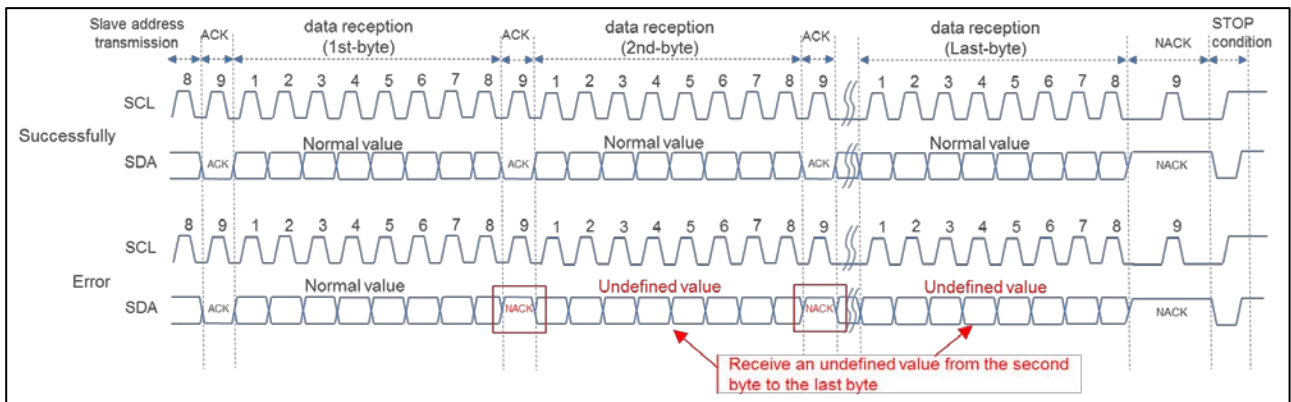 Slave address transmission ACK data reception (1st-byte) ACK data reception (2nd-byte) ACK data reception (Last-byte) NACK STOP condition
8 9 1 2 3 4 5 6 7 8 9 1 2 3 4 5 6 7 8 9 1 2 3 4 5 6 7 8 9
SCL
Successfully
Normal value Normal value Normal value
SDA ACK ACK ACK NACK
8 9 1 2 3 4 5 6 7 8 9 1 2 3 4 5 6 7 8 9 1 2 3 4 5 6 7 8 9
SCL
Error
Normal value Undefined value Undefined value
SDA ACK NACK NACK NACK
Receive an undefined value from the second
byte to the last byte